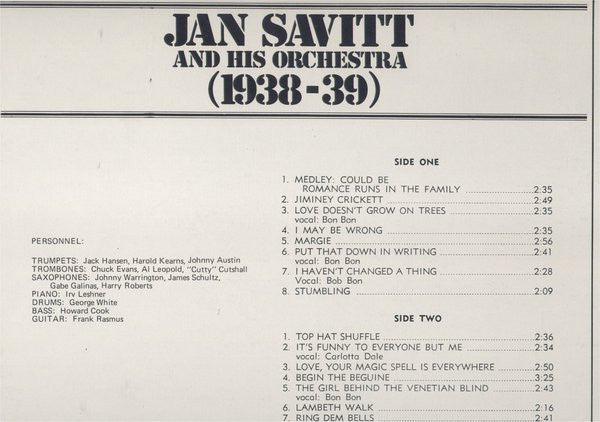 JAN SAVITT
AND HIS ORCHESTRA
(1938-39)
PERSONNEL:
TRUMPETS: Jack Hansen, Harold Kearns, Johnny Austin
TROMBONES: Chuck Evans, Al Leopold, "Cutty" Cutshall
SAXOPHONES: Johnny Warrington, James Schultz,
Gabe Galinas, Harry Roberts
PIANO: Irv Leshner
DRUMS: George White
BASS: Howard Cook
GUITAR: Frank Rasmus
SIDE ONE
1. MEDLEY: COULD BE
ROMANCE RUNS IN THE FAMILY ..................2:35
2. JIMINEY CRICKETT ..................2:49
3. LOVE DOESN'T GROW ON TREES ..................2:35
vocal: Bon Bon
4. I MAY BE WRONG ..................2:35
5. MARGIE ..................2:56
6. PUT THAT DOWN IN WRITING ..................2:41
vocal: Bon Bon
7. I HAVEN'T CHANGED A THING ..................2:28
Vocal: Bob Bon
8. STUMBLING ..................2:09
SIDE TWO
1. TOP HAT SHUFFLE ..................2:36
2. IT'S FUNNY TO EVERYONE BUT ME ..................2:34
vocal: Carlotta Dale
3. LOVE, YOUR MAGIC SPELL IS EVERYWHERE ..................2:50
4. BEGIN THE BEGUINE ..................3:25
5. THE GIRL BEHIND THE VENETIAN BLIND ..................2:43
vocal: Bon Bon
6. LAMBETH WALK ..................2:16
7. RING DEM BELLS ..................2:41